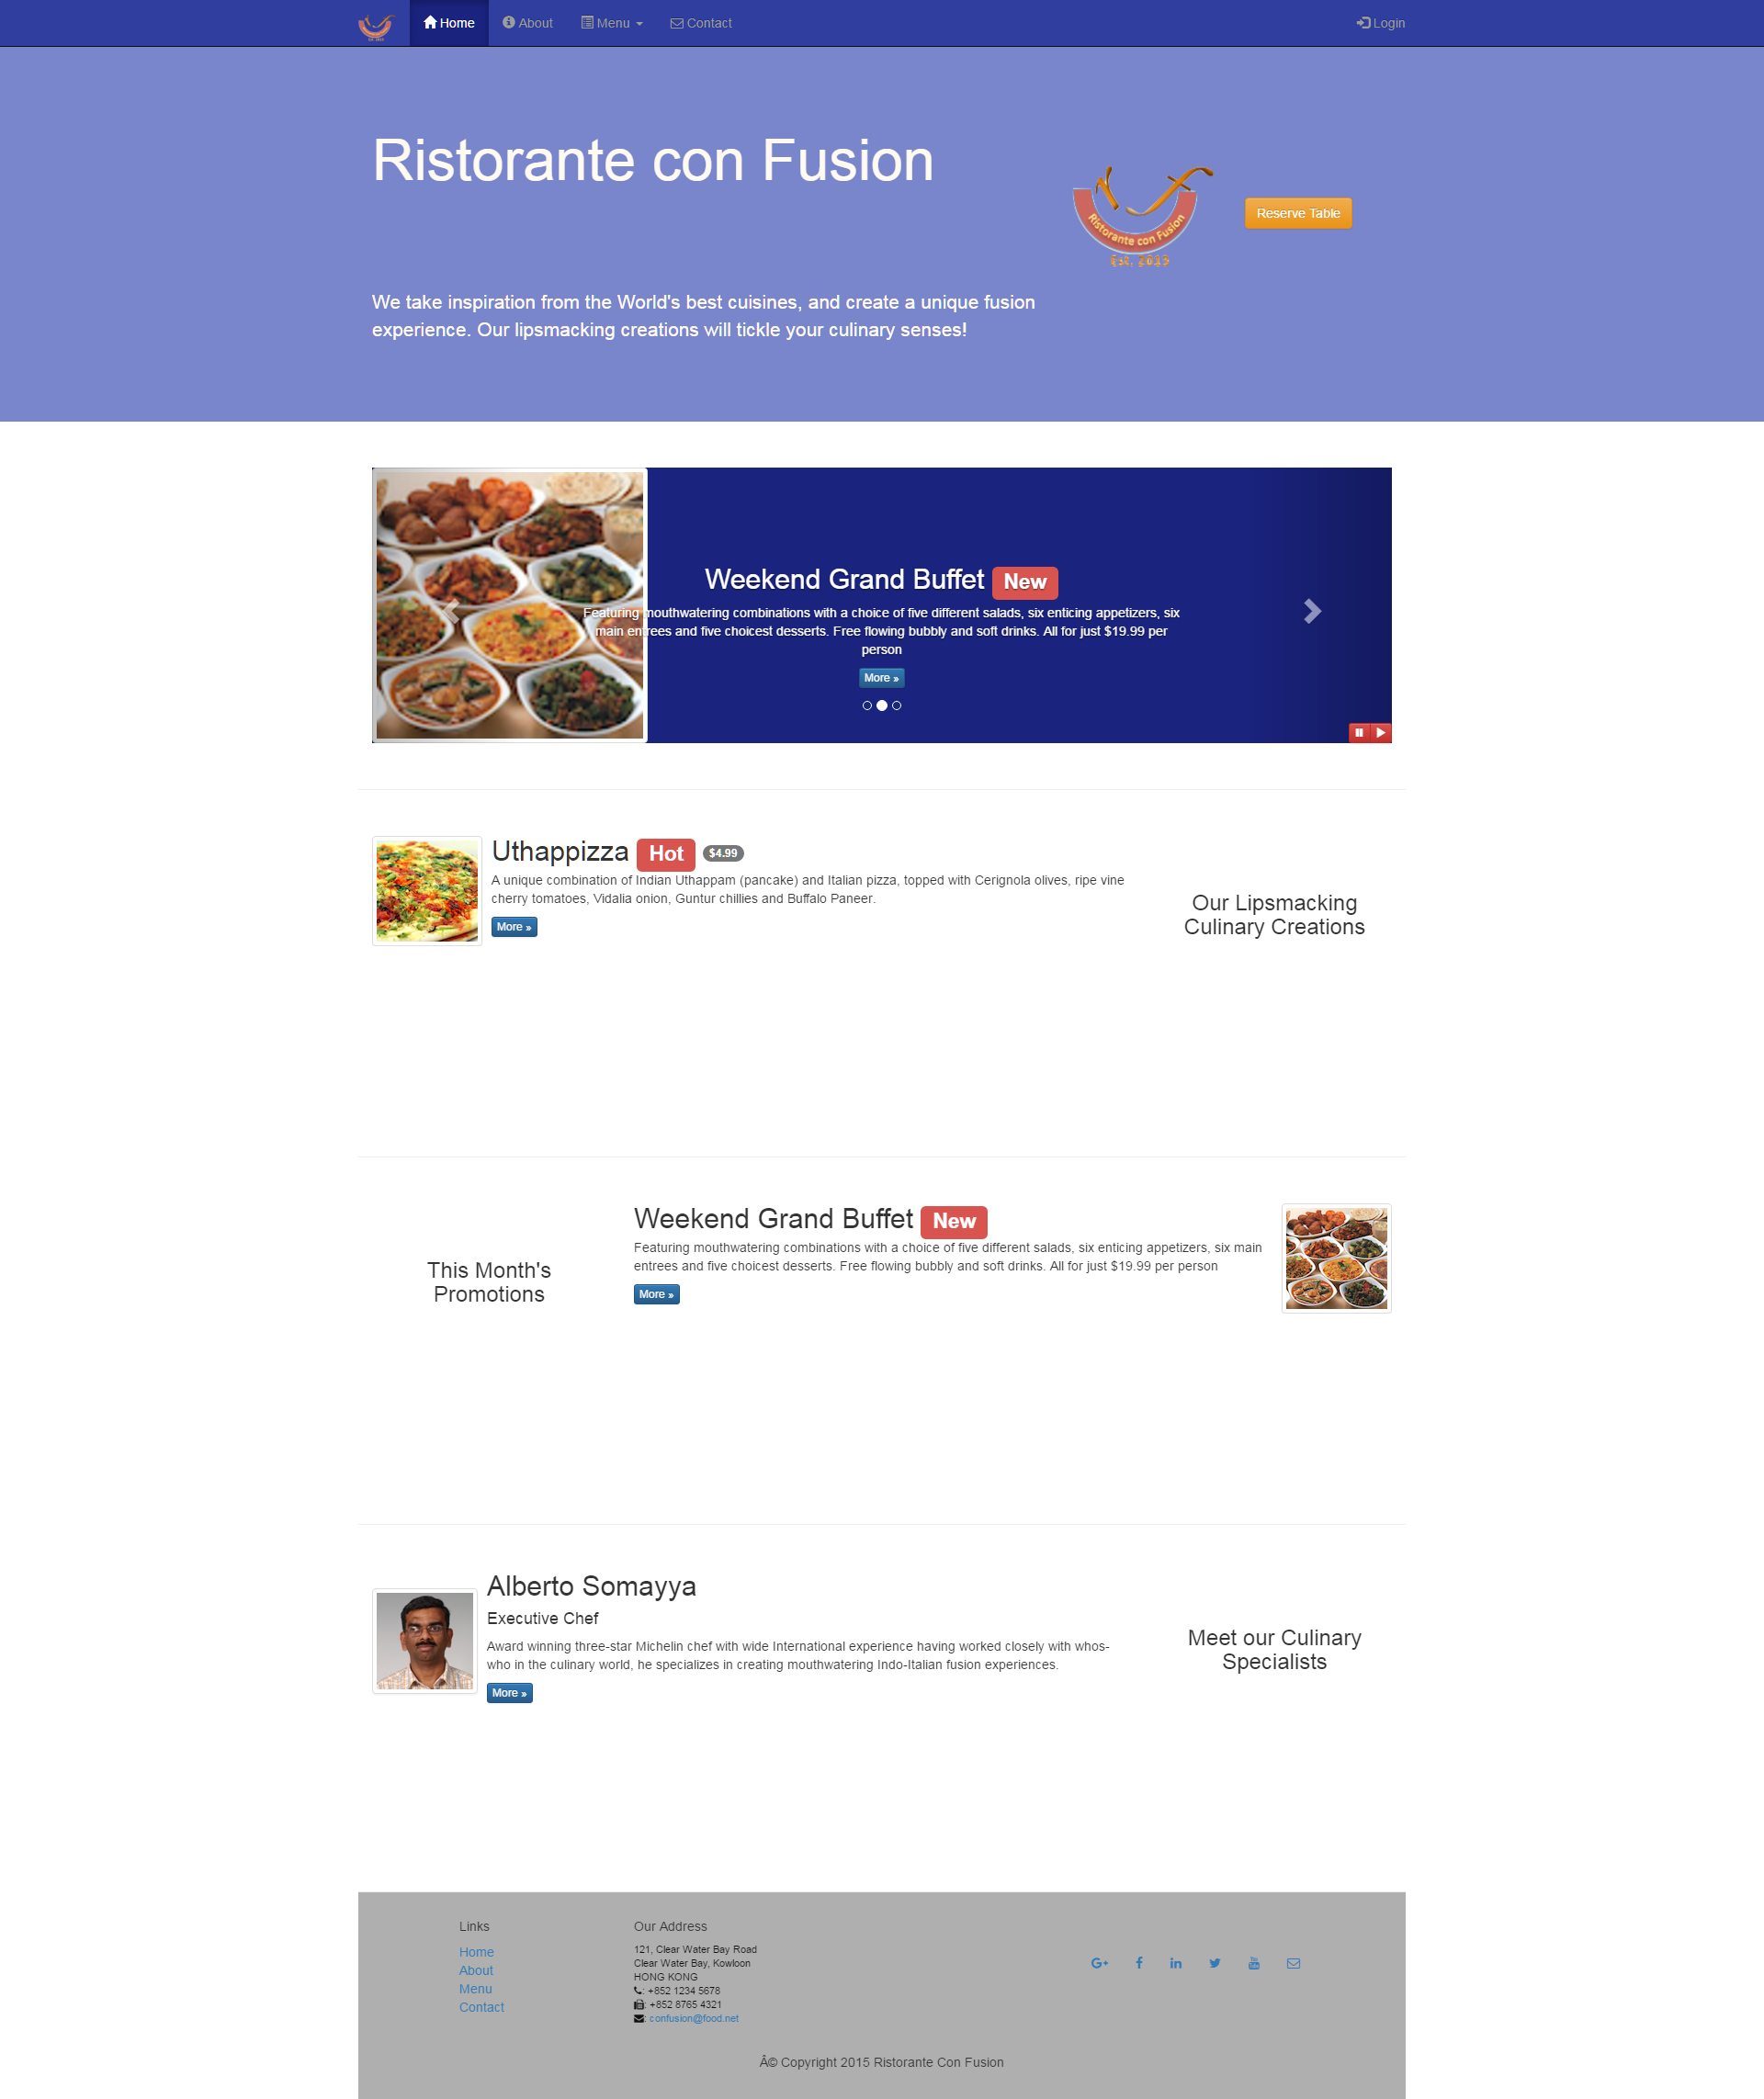 Home About Menu Contact Login
Ristorante con Fusion
Ristorante con Fusion
Est. 2013
Reserve Table
We take inspiration from the World's best cuisines, and create a unique fusion
experience. Our lipsmacking creations will tickle your culinary senses!
Weekend Grand Buffet New
Featuring mouthwatering combinations with a choice of five different salads, six enticing appetizers, six
main entrees and five choicest desserts. Free flowing bubbly and soft drinks. All for just $19.99 per
person
More »
Uthappizza Hot $4.99
A unique combination of Indian Uthappam (pancake) and Italian pizza, topped with Cerignola olives, ripe vine
cherry tomatoes, Vidalia onion, Guntur chillies and Buffalo Paneer.
More »
Our Lipsmacking
Culinary Creations
This Month's
Promotions
Weekend Grand Buffet New
Featuring mouthwatering combinations with a choice of five different salads, six enticing appetizers, six main
entrees and five choicest desserts. Free flowing bubbly and soft drinks. All for just $19.99 per person
More »
Alberto Somayya
Executive Chef
Award winning three-star Michelin chef with wide International experience having worked closely with whos-
who in the culinary world, he specializes in creating mouthwatering Indo-Italian fusion experiences.
More »
Meet our Culinary
Specialists
Links
Home
About
Menu
Contact
Our Address
121, Clear Water Bay Road
Clear Water Bay, Kowloon
HONG KONG
: +852 1234 5678
: +852 8765 4321
: confusion@food.net
Â© Copyright 2015 Ristorante Con Fusion